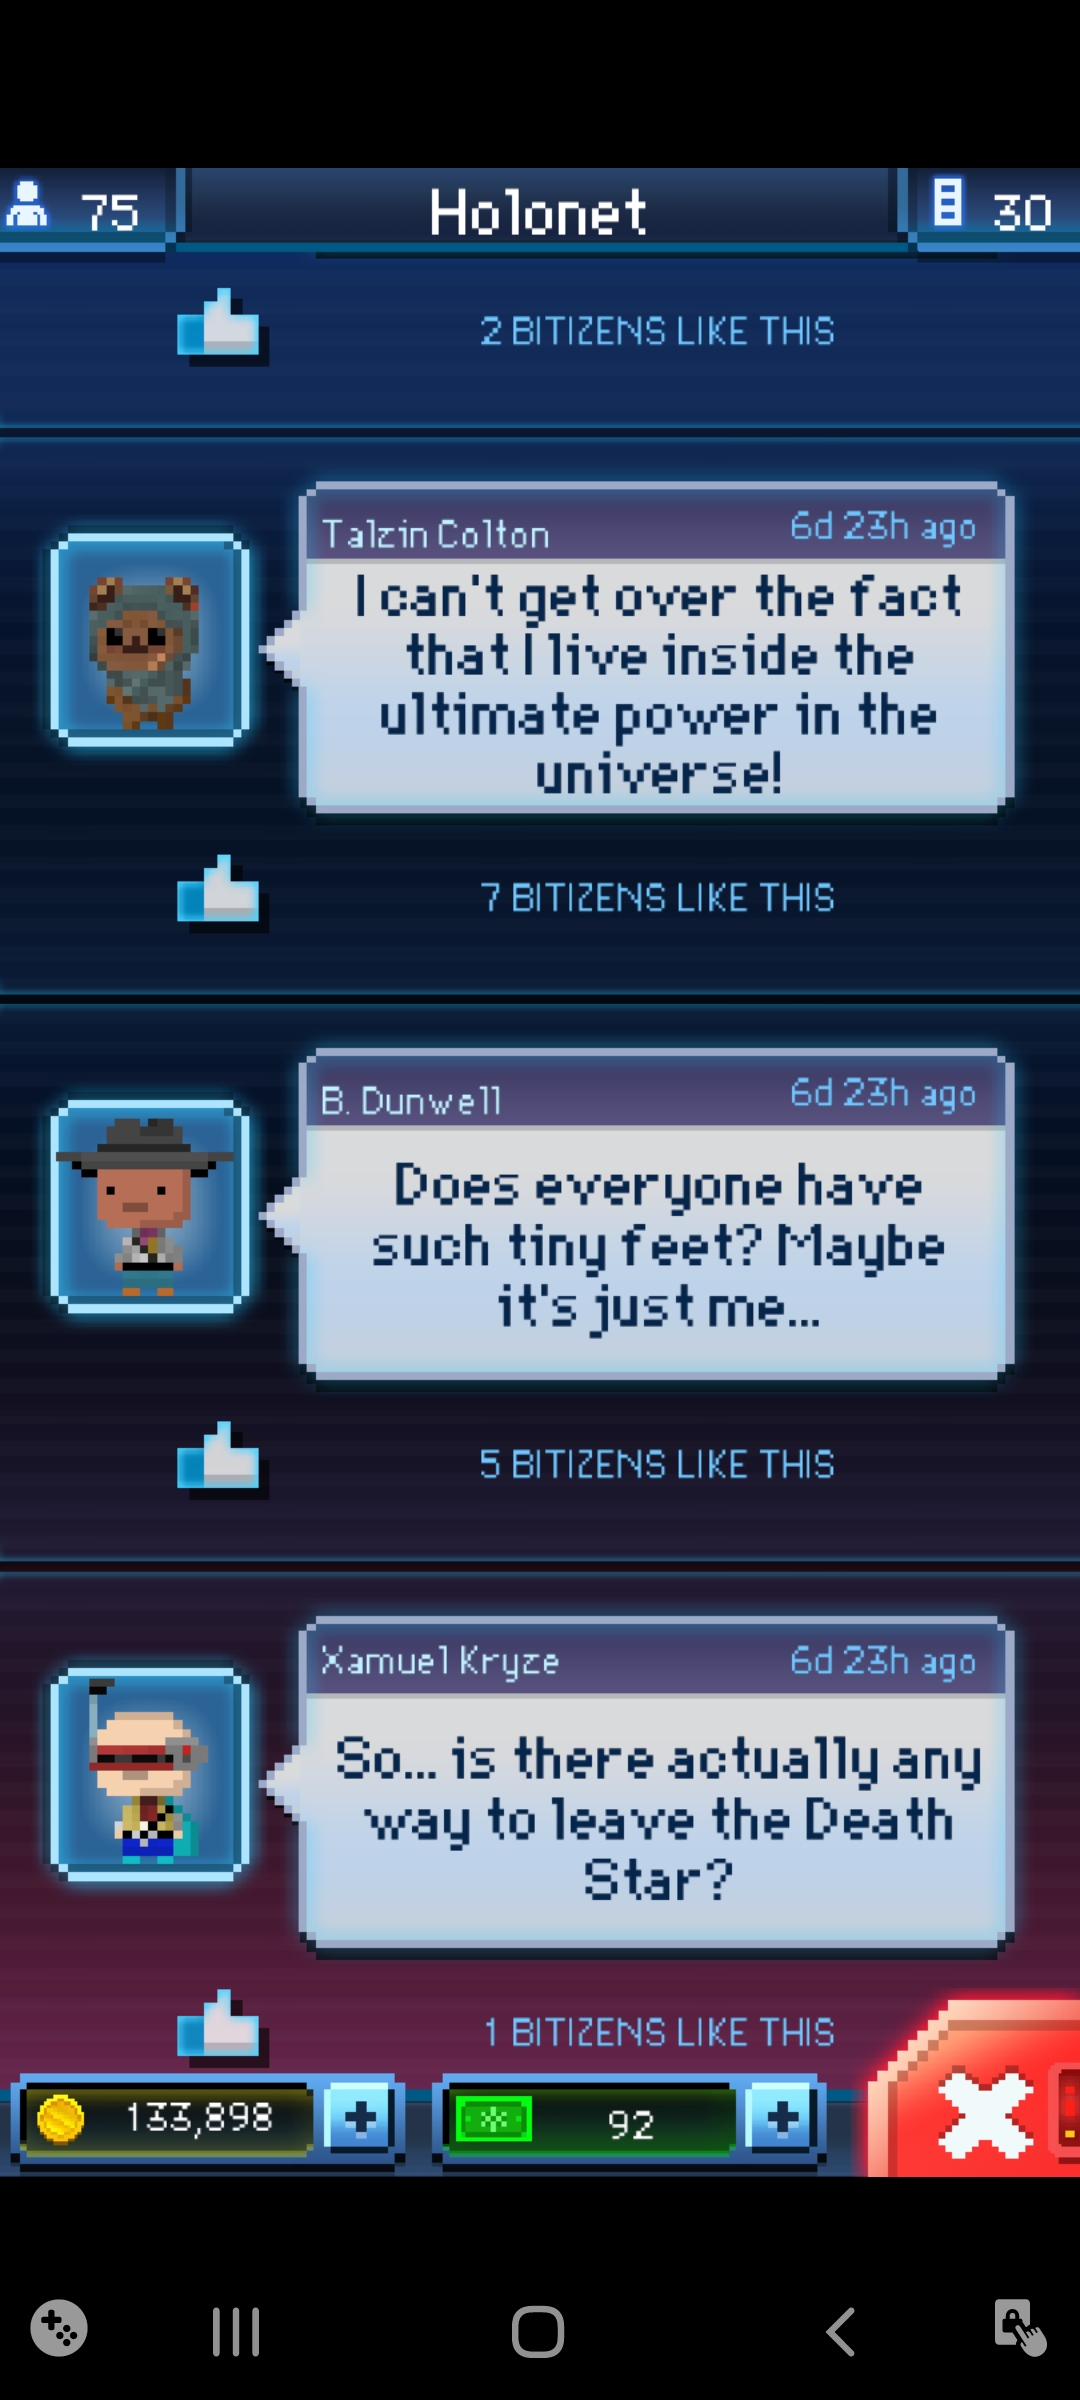 75
Holonet
30
2 BITIZENS LIKE THIS
Talzin Colton
6d 23h ago
I can't get over the fact
that I live inside the
ultimate power in the
universe!
7 BITIZENS LIKE THIS
B. Dunwell
6d 23h ago
Does everyone have
such tiny feet? Maybe
it's just me...
5 BITIZENS LIKE THIS
Xamuel Kryze
6d 23h ago
So... is there actually any
way to leave the Death
Star?
1 BITIZENS LIKE THIS
133,898
92